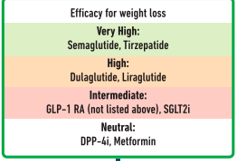 Efficacy for weight loss
Very High:
Semaglutide, Tirzepatide
High:
Dulaglutide, Liraglutide
Intermediate:
GLP-1 RA (not listed above), SGLT2i
Neutral:
DPP-4i, Metformin